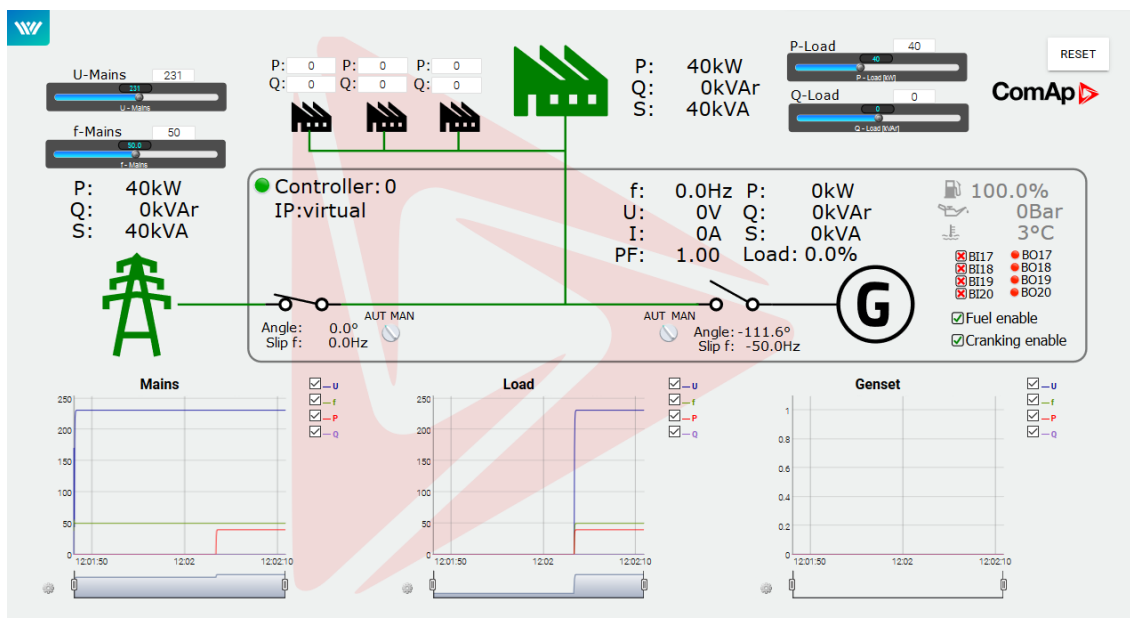 U-Mains 231
231
U - Mains
f-Mains 50
50.0
f - Mains
P: 40kW
Q: 0kVAr
S: 40kVA
P: 0 P: 0 P: 0
Q: 0 Q: 0 Q: 0
P: 40kW
Q: 0kVAr
S: 40kVA
P-Load 40
40
P - Load [kW]
Q-Load 0
0
Q - Load [kVAr]
RESET
ComAp
Controller: 0
IP:virtual
f: 0.0Hz P: 0kW
U: 0V Q: 0kVAr
I: 0A S: 0kVA
PF: 1.00 Load: 0.0%
100.0%
0Bar
3°C
BI17 BO17
BI18 BO18
BI19 BO19
BI20 BO20
Fuel enable
Cranking enable
G
AUT MAN
Angle: 0.0°
Slip f: 0.0Hz
AUT MAN
Angle: -111.6°
Slip f: -50.0Hz
Mains
U
f
P
Q
250
200
150
100
50
0
12:01:50 12:02 12:02:10
Load
U
f
P
Q
250
200
150
100
50
0
12:01:50 12:02 12:02:10
Genset
U
f
P
Q
1
0.8
0.6
0.4
0.2
0
12:01:50 12:02 12:02:10